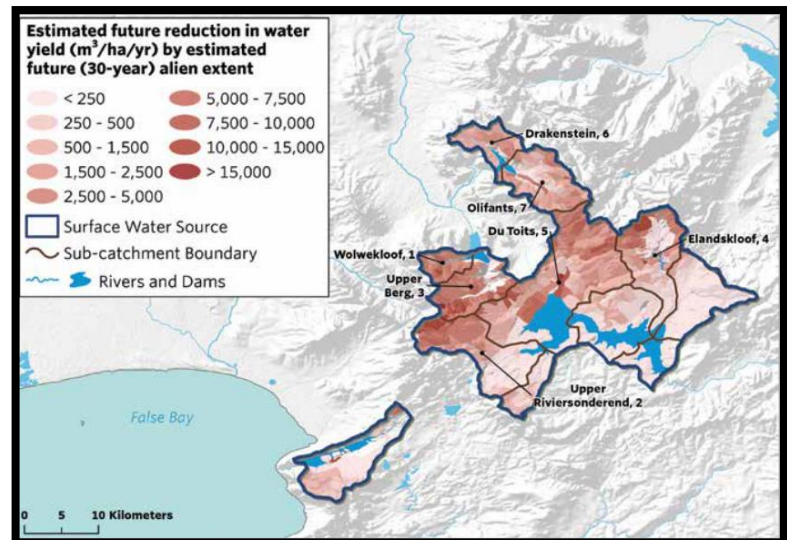 Estimated future reduction in water
yield (m³/ha/yr) by estimated
future (30-year) alien extent
< 250
250 - 500
500 - 1,500
1,500 - 2,500
2,500 - 5,000
5,000 - 7,500
7,500 - 10,000
10,000 - 15,000
> 15,000
Surface Water Source
Sub-catchment Boundary
Rivers and Dams
Drakenstein, 6
Olifants, 7
Du Toits, 5
Elandskloof, 4
Wolwekloof, 1
Upper
Berg, 3
Upper
Riviersonderend, 2
False Bay
0 5 10 Kilometers